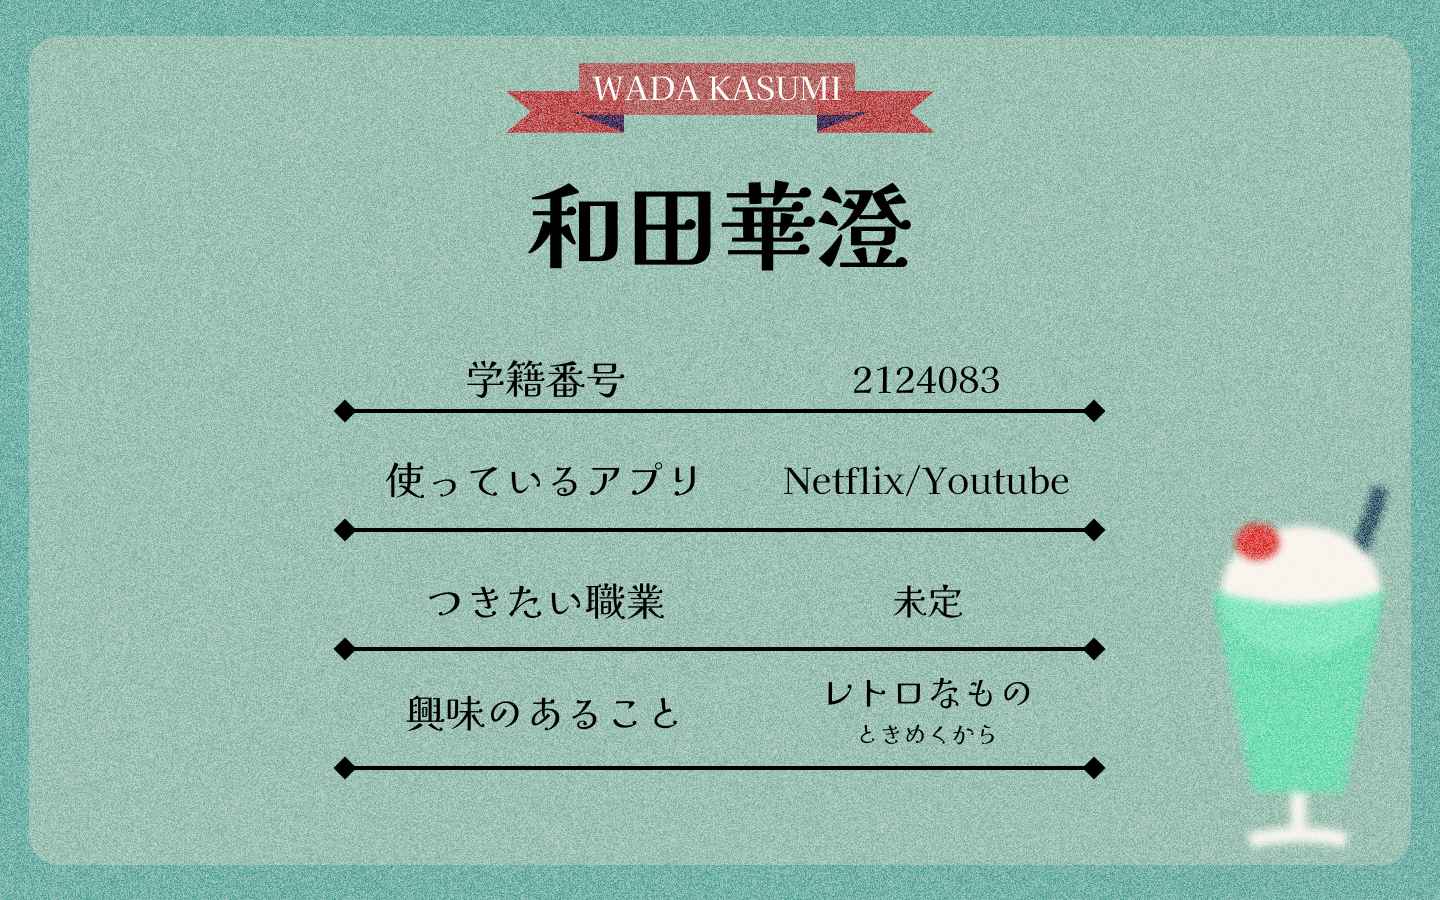 WADA KASUMI
和田華澄
学籍番号 2124083
使っているアプリ Netflix/Youtube
つきたい職業 未定
興味のあること レトロなもの
ときめくから